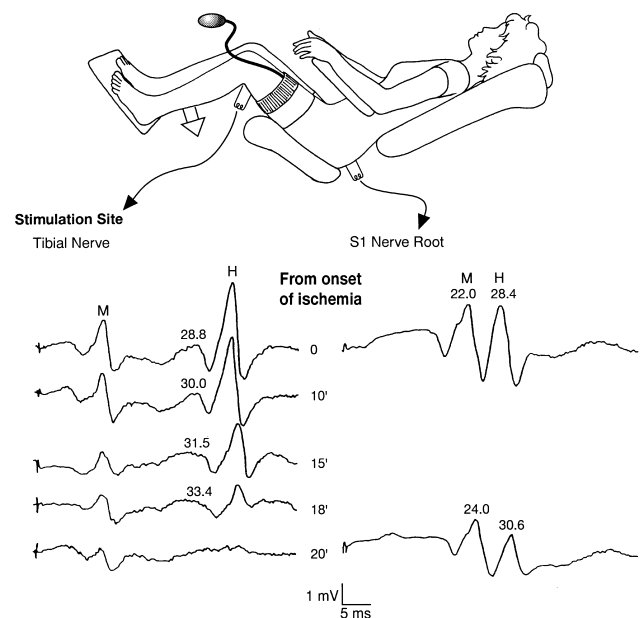 Stimulation Site
Tibial Nerve
S1 Nerve Root
From onset
of ischemia
M
H
28.8
0
M
H
22.0
28.4
30.0
10'
31.5
15'
33.4
18'
20'
24.0
30.6
1 mV
5 ms